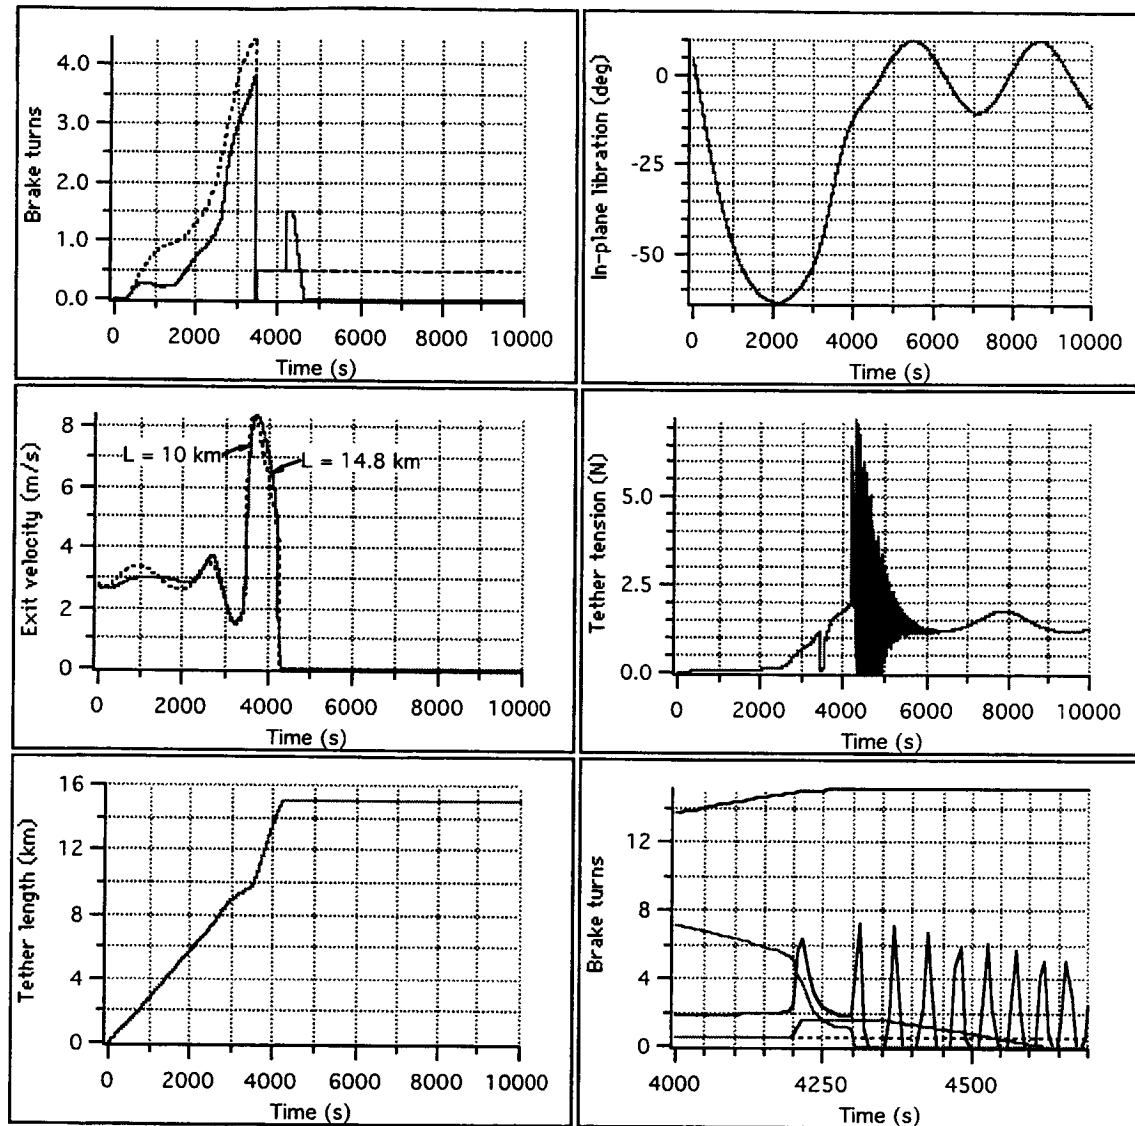 Brake turns
4.0
3.0
2.0
1.0
0.0
0 2000 4000 6000 8000 10000
Time (s)
In-plane libration (deg)
0
-25
-50
0 2000 4000 6000 8000 10000
Time (s)
Exit velocity (m/s)
8
6
4
2
0
L = 10 km
L = 14.8 km
0 2000 4000 6000 8000 10000
Time (s)
Tether tension (N)
5.0
2.5
0.0
0 2000 4000 6000 8000 10000
Time (s)
Tether length (km)
16
12
8
4
0
0 2000 4000 6000 8000 10000
Time (s)
Brake turns
12
8
4
0
4000 4250 4500
Time (s)